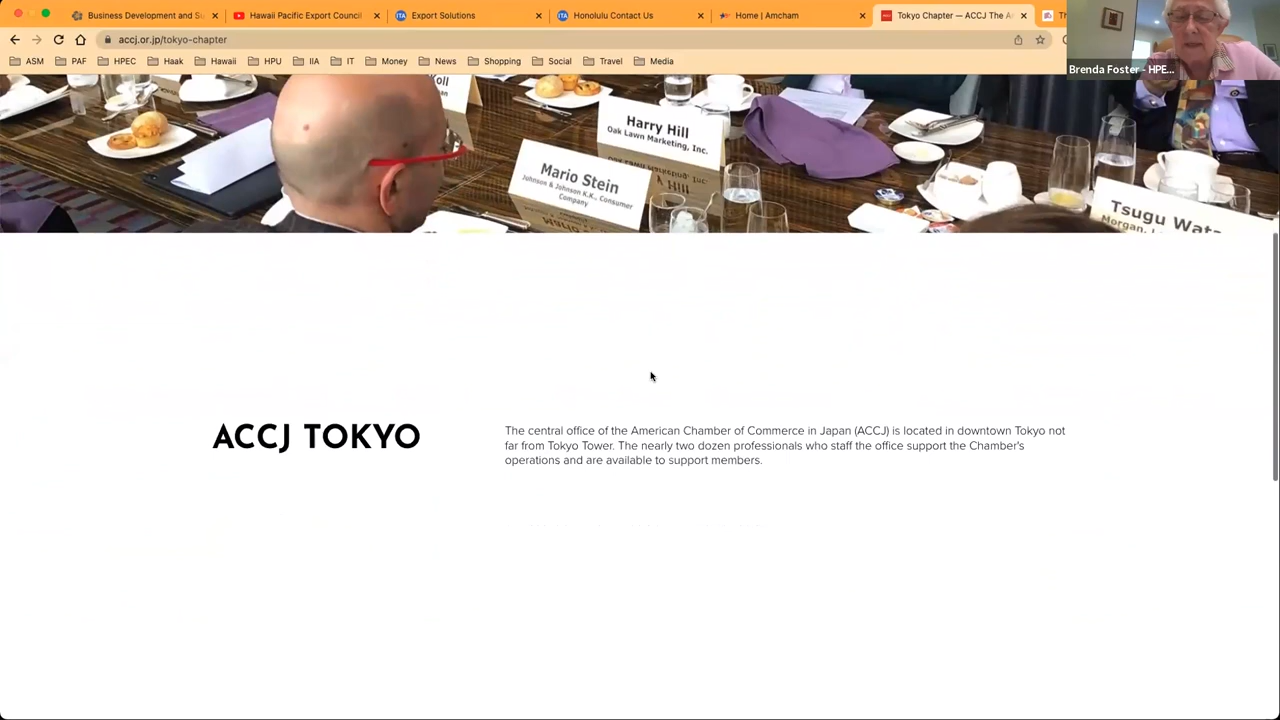 Business Development and Su
Hawaii Pacific Export Council
ITA Export Solutions
ITA Honolulu Contact Us
Home | Amcham
Tokyo Chapter — ACCJ The A
accj.or.jp/tokyo-chapter
ASM PAF HPEC Haak Hawaii HPU IIA IT Money News Shopping Social Travel Media
Brenda Foster - HPE...
Koll
Harry Hill
Oak Lawn Marketing, Inc.
Mario Stein
Johnson & Johnson K.K., Consumer
Company
Tsugu Wata
ACCJ TOKYO
The central office of the American Chamber of Commerce in Japan (ACCJ) is located in downtown Tokyo not
far from Tokyo Tower. The nearly two dozen professionals who staff the office support the Chamber's
operations and are available to support members.